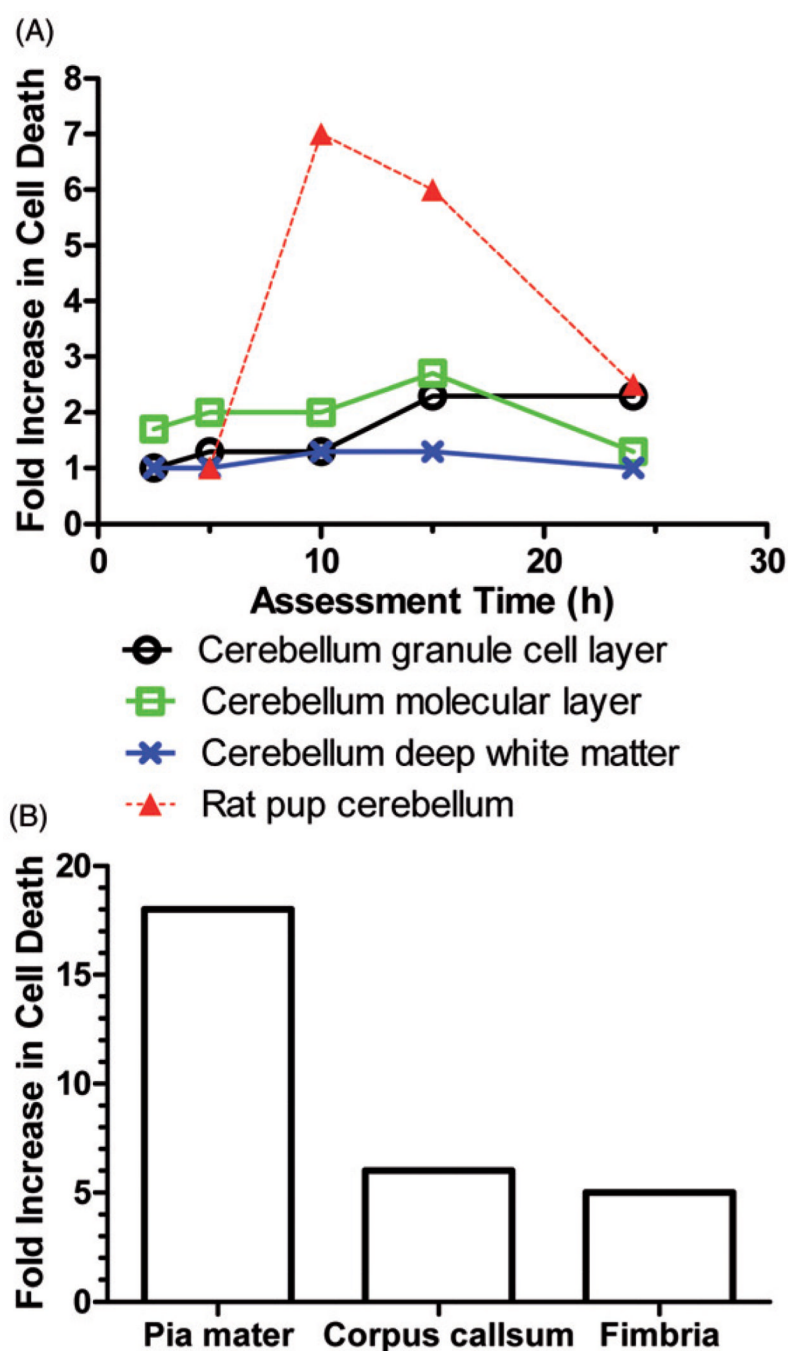 (A)
Fold Increase in Cell Death
8
7
6
5
4
3
2
1
0
0 10 20 30
Assessment Time (h)
Cerebellum granule cell layer
Cerebellum molecular layer
Cerebellum deep white matter
Rat pup cerebellum
(B)
Fold Increase in Cell Death
20
15
10
5
0
Pia mater Corpus callsum Fimbria